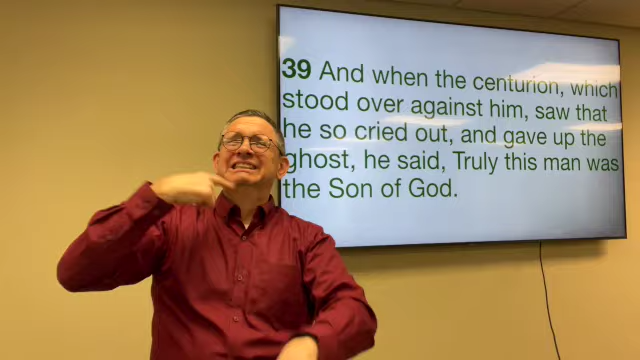 39 And when the centurion, which
stood over against him, saw that
he so cried out, and gave up the
ghost, he said, Truly this man was
the Son of God.